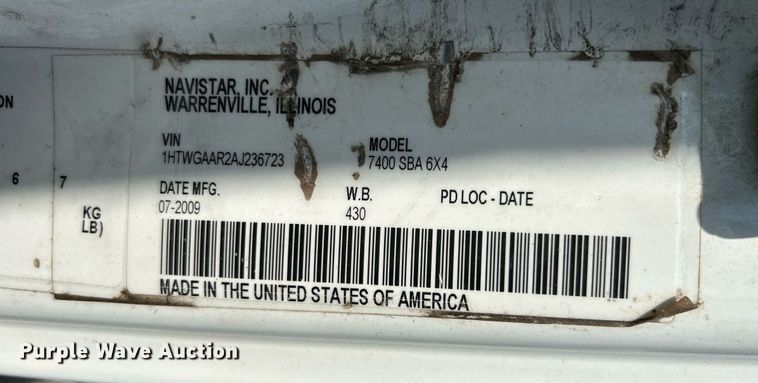 NAVISTAR, INC.
WARRENVILLE, ILLINOIS
VIN
1HTWGAAR2AJ236723
MODEL
7400 SBA 6X4
DATE MFG.
07-2009
W.B.
430
PD LOC - DATE
MADE IN THE UNITED STATES OF AMERICA
ON
6
7
KG
LB)
Purple Wave Auction